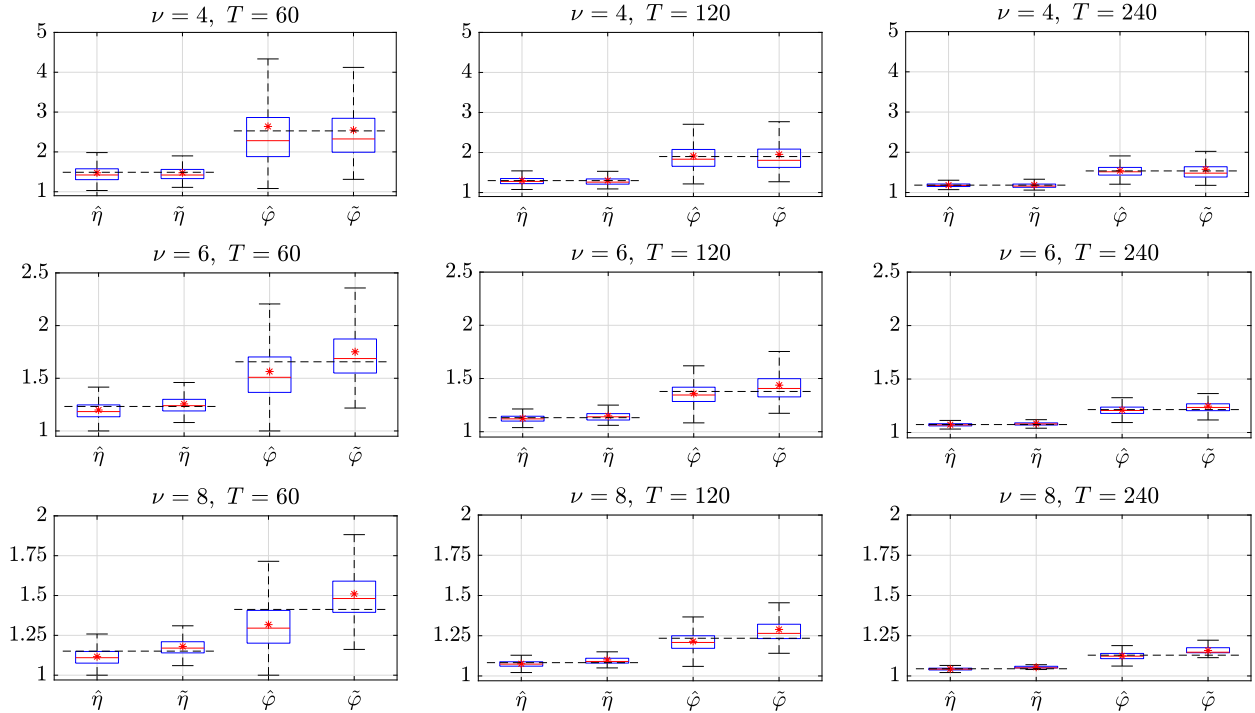 ν = 4, T = 60
5
4
3
2
1
η̂ η̃ φ̂ φ̃
ν = 4, T = 120
5
4
3
2
1
η̂ η̃ φ̂ φ̃
ν = 4, T = 240
5
4
3
2
1
η̂ η̃ φ̂ φ̃
ν = 6, T = 60
2.5
2
1.5
1
η̂ η̃ φ̂ φ̃
ν = 6, T = 120
2.5
2
1.5
1
η̂ η̃ φ̂ φ̃
ν = 6, T = 240
2.5
2
1.5
1
η̂ η̃ φ̂ φ̃
ν = 8, T = 60
2
1.75
1.5
1.25
1
η̂ η̃ φ̂ φ̃
ν = 8, T = 120
2
1.75
1.5
1.25
1
η̂ η̃ φ̂ φ̃
ν = 8, T = 240
2
1.75
1.5
1.25
1
η̂ η̃ φ̂ φ̃